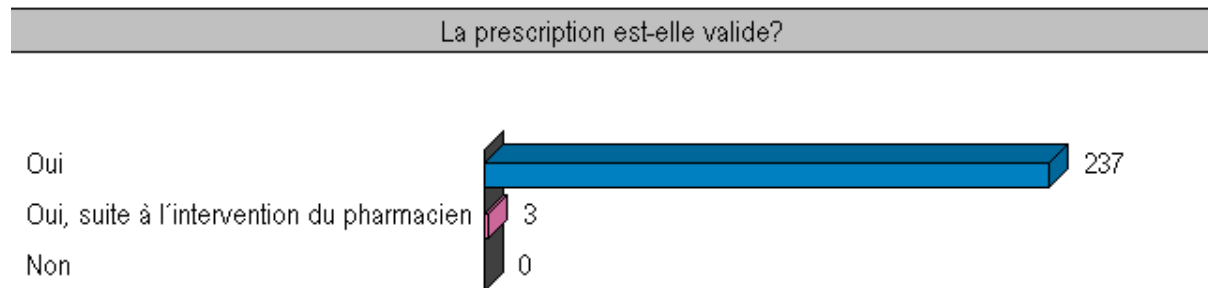 La prescription est-elle valide?
Oui 237
Oui, suite à l´intervention du pharmacien 3
Non 0